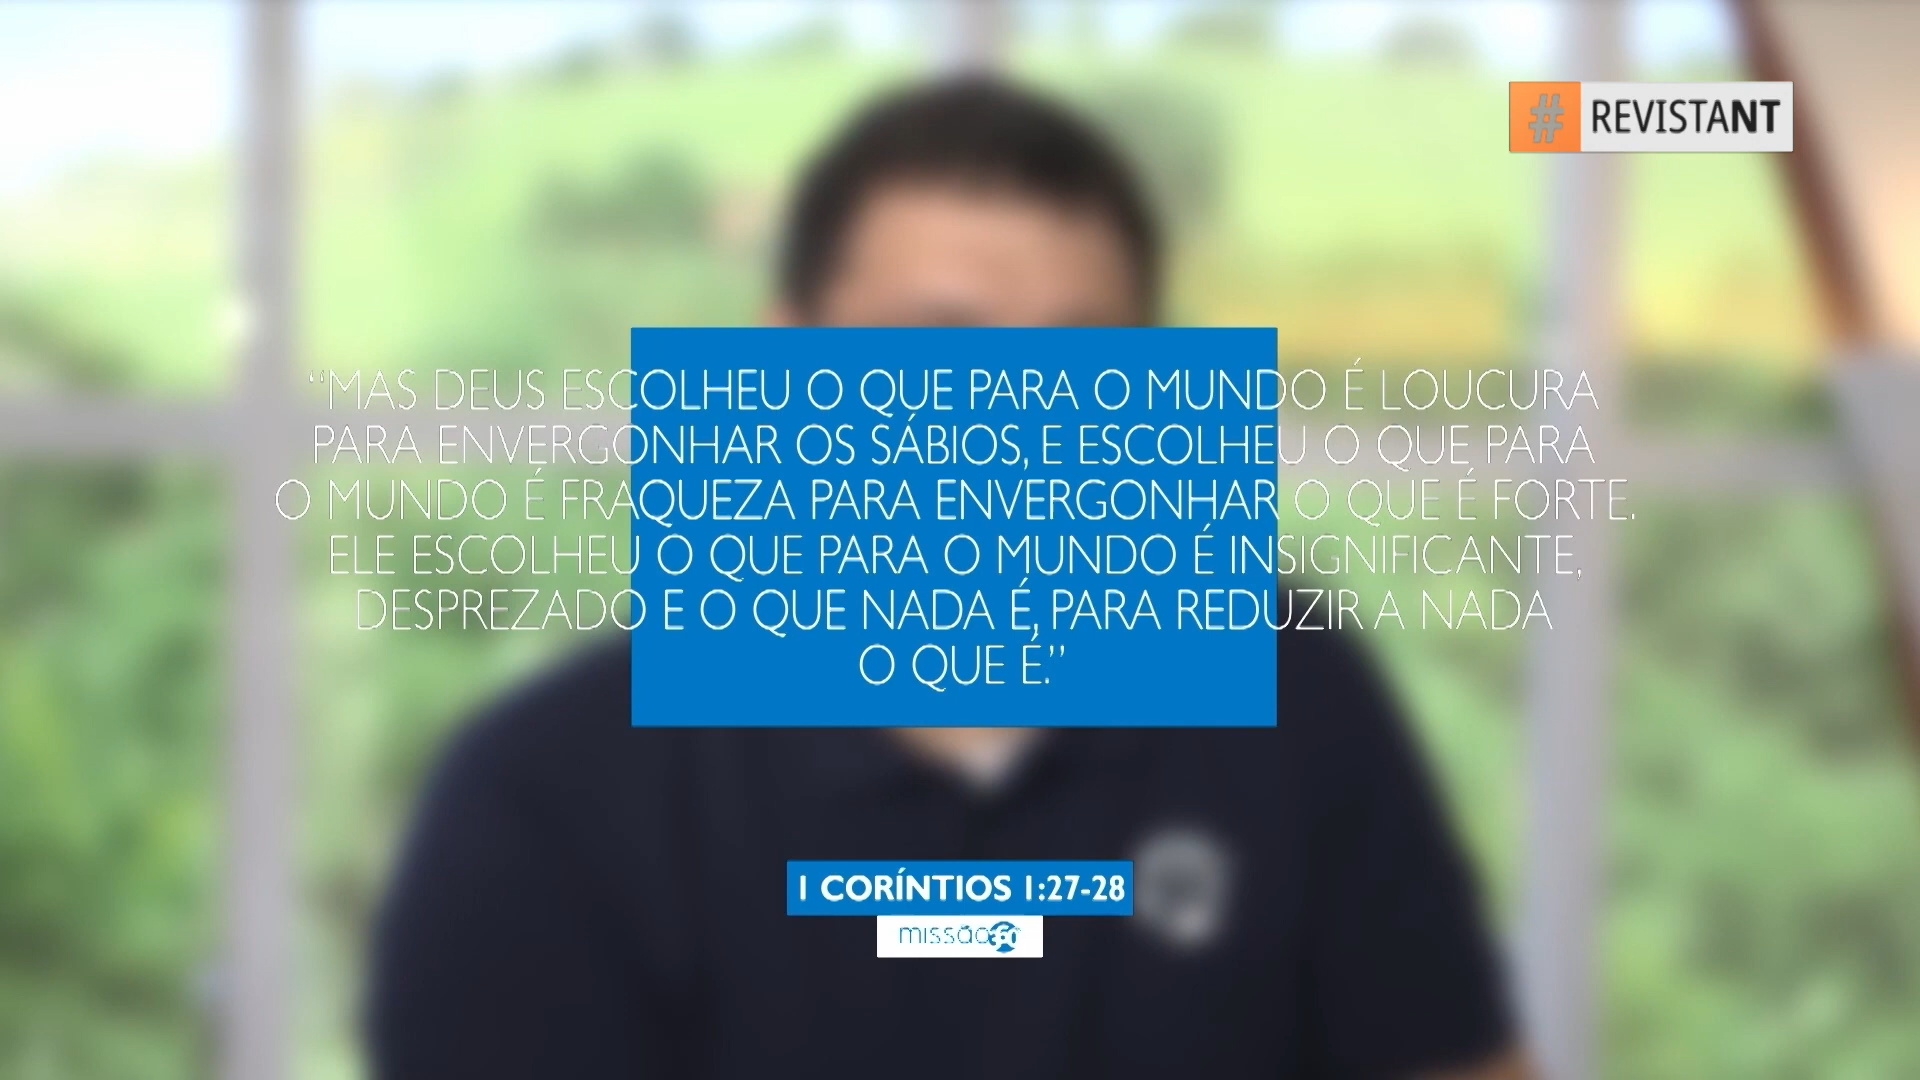 # REVISTANT
“MAS DEUS ESCOLHEU O QUE PARA O MUNDO É LOUCURA
PARA ENVERGONHAR OS SÁBIOS, E ESCOLHEU O QUE PARA
O MUNDO É FRAQUEZA PARA ENVERGONHAR O QUE É FORTE.
ELE ESCOLHEU O QUE PARA O MUNDO É INSIGNIFICANTE,
DESPREZADO E O QUE NADA É, PARA REDUZIR A NADA
O QUE É.”
1 CORÍNTIOS 1:27-28
missão360